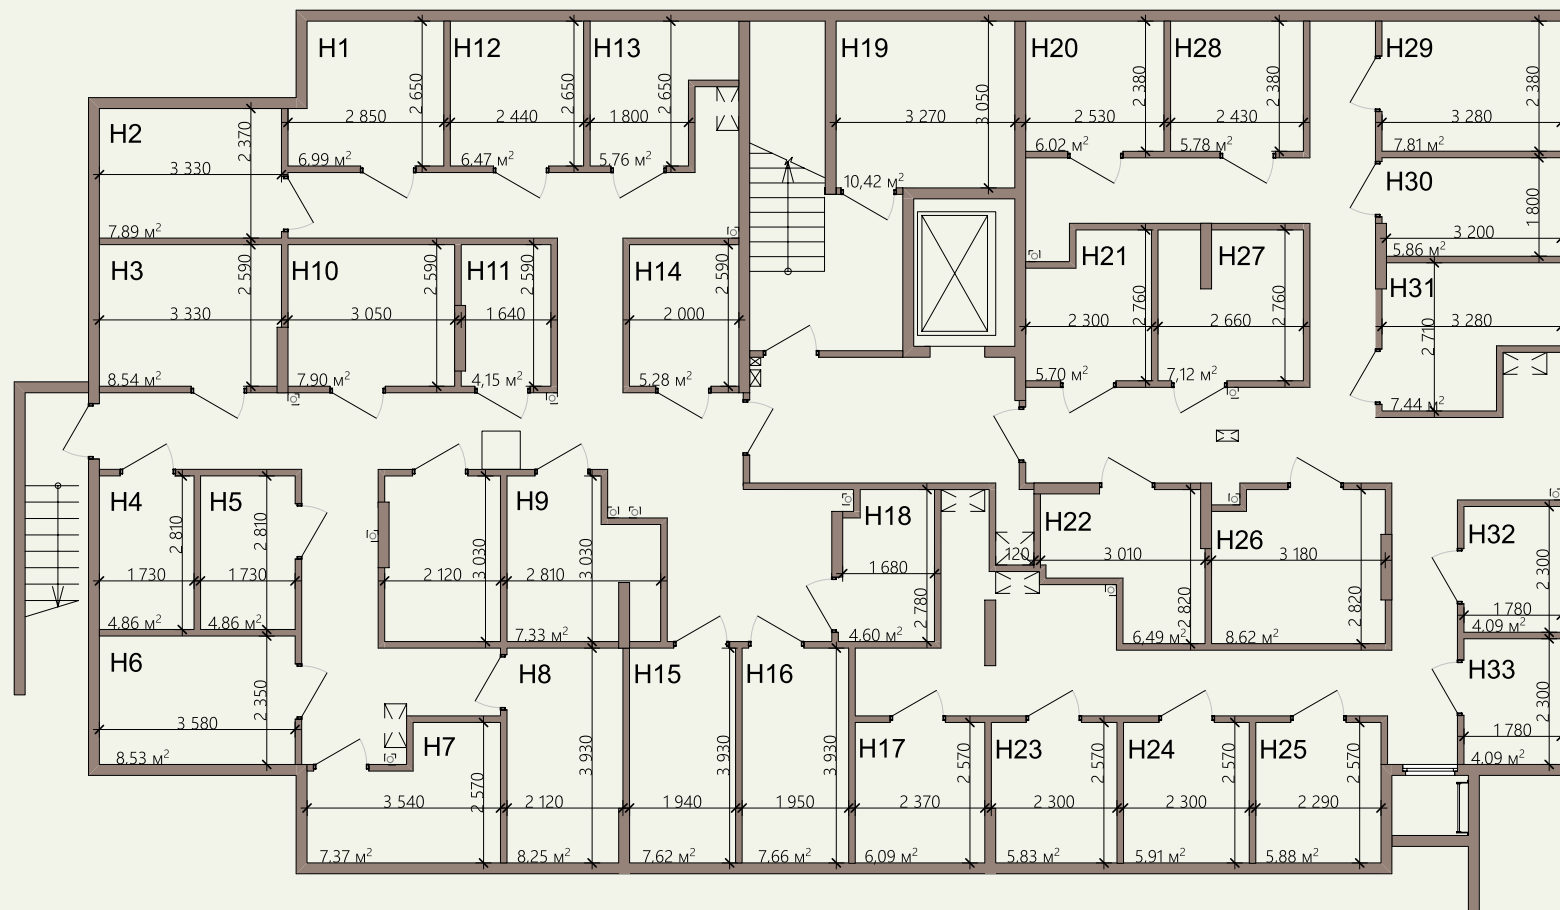 H1
2 650
2 850
6,99 м²
H12
2 650
2 440
6,47 м²
H13
2 650
1 800
5,76 м²
H19
3 050
3 270
10,42 м²
H20
2 380
2 530
6.02 м²
H28
2 380
2 430
5.78 м²
H29
2 380
3 280
7.81 м²
H2
2 370
3 330
7.89 м²
H30
1 800
3 200
5.86 м²
H3
2 590
3 330
8.54 м²
H10
2 590
3 050
7,90 м²
H11
2 590
1 640
4,15 м²
H14
2 590
2 000
5,28 м²
H21
2 760
2 300
5,70 м²
H27
2 760
2 660
7,12 м²
H31
2 710
3 280
7,44 м²
H4
2 810
1 730
4.86 м²
H5
2 810
1 730
4.86 м²
3 030
2 120
H9
3 030
2 810
7,33 м²
H18
1 680
2 780
4.60 м²
120
H22
3 010
2 820
6,49 м²
H26
3 180
2 820
8.62 м²
H32
2 300
1 780
4.09 м²
H6
2 350
3 580
8,53 м²
H7
2 570
3 540
7,37 м²
H8
3 930
2 120
8,25 м²
H15
3 930
1 940
7,62 м²
H16
3 930
1 950
7,66 м²
H17
2 570
2 370
6,09 м²
H23
2 570
2 300
5,83 м²
H24
2 570
2 300
5,91 м²
H25
2 570
2 290
5,88 м²
H33
2 300
1 780
4.09 м²